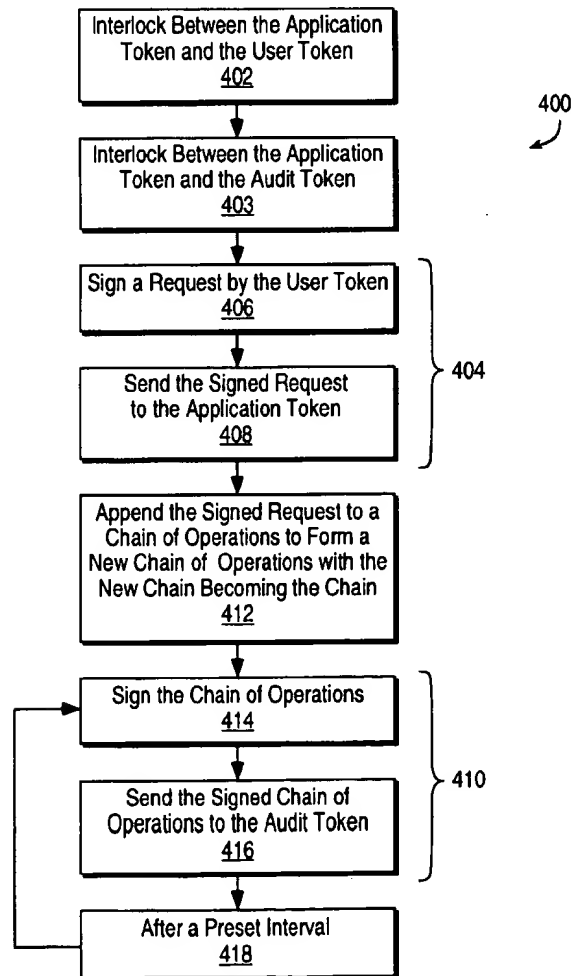 Interlock Between the Application
Token and the User Token
402
400
Interlock Between the Application
Token and the Audit Token
403
Sign a Request by the User Token
406
404
Send the Signed Request
to the Application Token
408
Append the Signed Request to a
Chain of Operations to Form a
New Chain of Operations with the
New Chain Becoming the Chain
412
Sign the Chain of Operations
414
410
Send the Signed Chain of
Operations to the Audit Token
416
After a Preset Interval
418